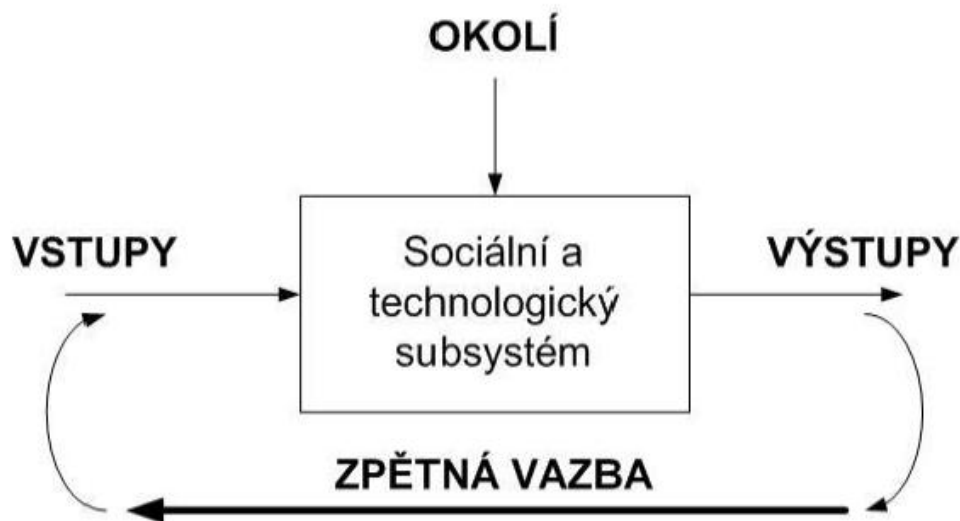 OKOLÍ
VSTUPY
Sociální a
technologický
subsystém
VÝSTUPY
ZPĚTNÁ VAZBA